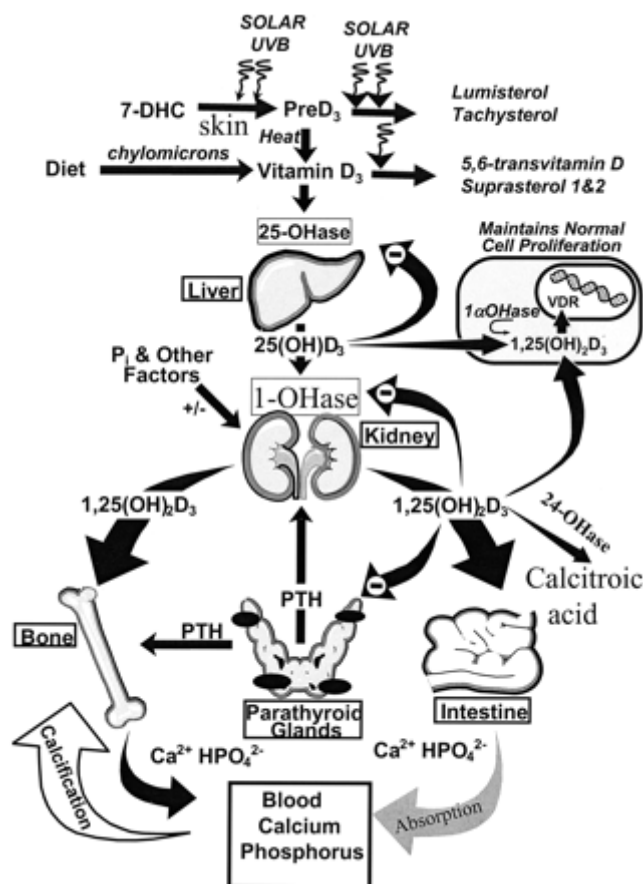 SOLAR
UVB
SOLAR
UVB
7-DHC
skin
PreD₃
Lumisterol
Tachysterol
Heat
Diet
chylomicrons
Vitamin D₃
5,6-transvitamin D
Suprasterol 1&2
25-OHase
Maintains Normal
Cell Proliferation
Liver
VDR
1αOHase
1,25(OH)₂D₃
25(OH)D₃
Pᵢ & Other
Factors
+/-
1-OHase
Kidney
1,25(OH)₂D₃
1,25(OH)₂D₃
24-OHase
Calcitroic
acid
PTH
PTH
Bone
Parathyroid
Glands
Intestine
Ca²⁺ HPO₄²⁻
Ca²⁺ HPO₄²⁻
Calcification
Absorption
Blood
Calcium
Phosphorus